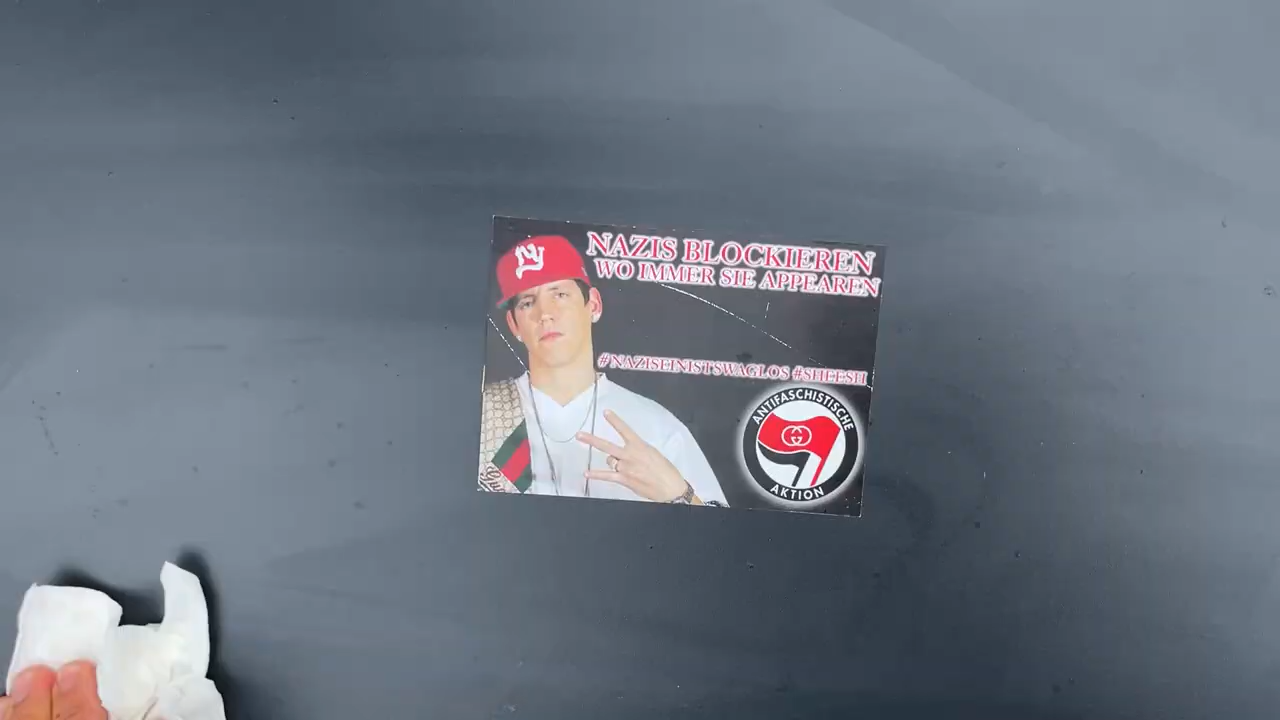 NY
NAZIS BLOCKIEREN
WO IMMER SIE APPEAREN
#NAZISEINISTSWAGLOS #SHEESH
ANTIFASCHISTISCHE
AKTION